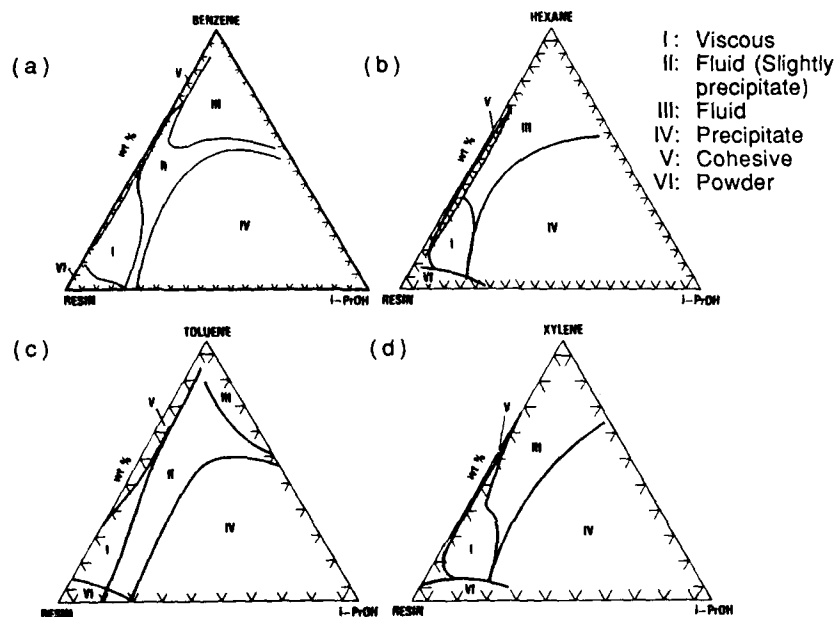 (a)
BENZENE
V
III
wt %
II
I
IV
VI
RESIN
i-PrOH
(b)
HEXANE
V
III
wt %
I
IV
VI
RESIN
i-PrOH
I: Viscous
II: Fluid (Slightly
precipitate)
III: Fluid
IV: Precipitate
V: Cohesive
VI: Powder
(c)
TOLUENE
V
III
wt %
II
I
IV
VI
RESIN
i-PrOH
(d)
XYLENE
V
III
wt %
I
IV
VI
RESIN
i-PrOH